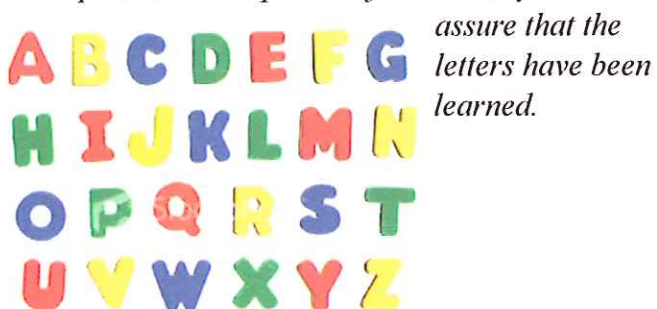 assure that the
letters have been
learned.
A B C D E F G
H I J K L M N
O P Q R S T
U V W X Y Z